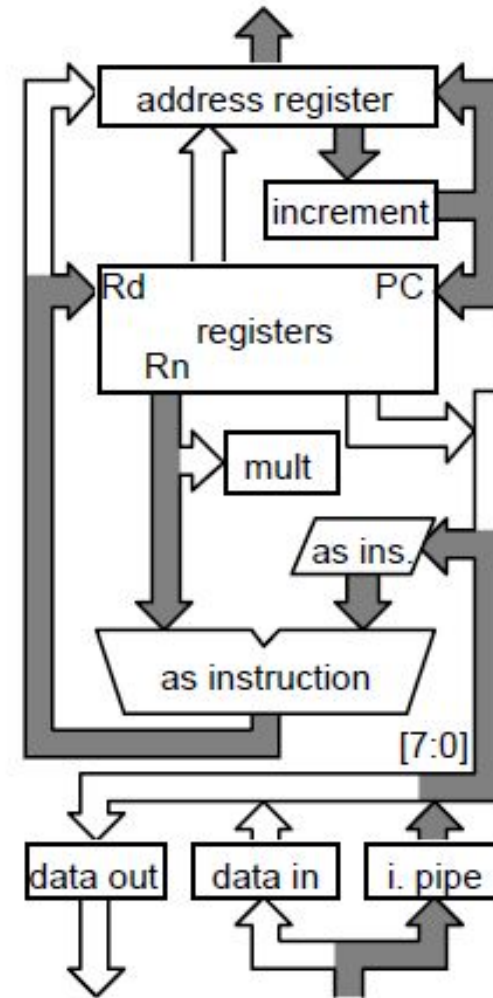 address register
increment
Rd
PC
registers
Rn
mult
as ins.
as instruction
[7:0]
data out
data in
i. pipe